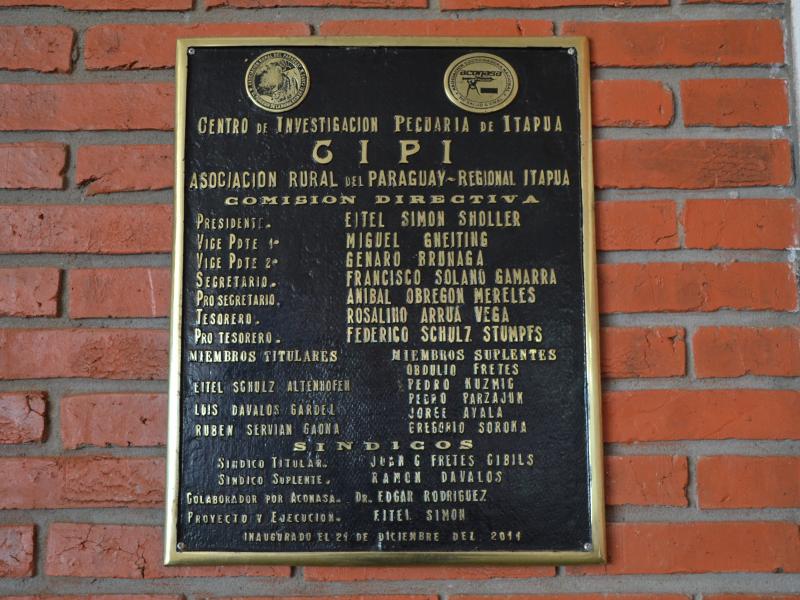 aconasa
CENTRO DE INVESTIGACION PECUARIA DE ITAPUA
CIPI
ASOCIACION RURAL DEL PARAGUAY-REGIONAL ITAPUA
COMISION DIRECTIVA
PRESIDENTE. EITEL SIMON SHOLLER
VICE PDTE 1º MIGUEL GNEITING
VICE PDTE 2º GENARO BRUNAGA
SECRETARIO. FRANCISCO SOLANO GAMARRA
PRO SECRETARIO. ANIBAL OBREGON MERELES
TESORERO. ROSALINO ARRUA VEGA
PRO TESORERO. FEDERICO SCHULZ STUMPFS
MIEMBROS TITULARES MIEMBROS SUPLENTES
OBDULIO FRETES
EITEL SCHULZ ALTENHOFEN PEDRO KUZMIC
PEDRO PARZAJUK
LUIS DAVALOS GARDEL JORGE AYALA
RUBEN SERVIAN GAONA GREGORIO SOROKA
SINDICOS
SINDICO TITULAR. JUAN G FRETES GIBILS
SINDICO SUPLENTE. RAMON DAVALOS
COLABORADOR POR ACONASA. DR. EDGAR RODRIGUEZ
PROYECTO Y EJECUCION. EITEL SIMON
INAUGURADO EL 21 DE DICIEMBRE DEL 2011